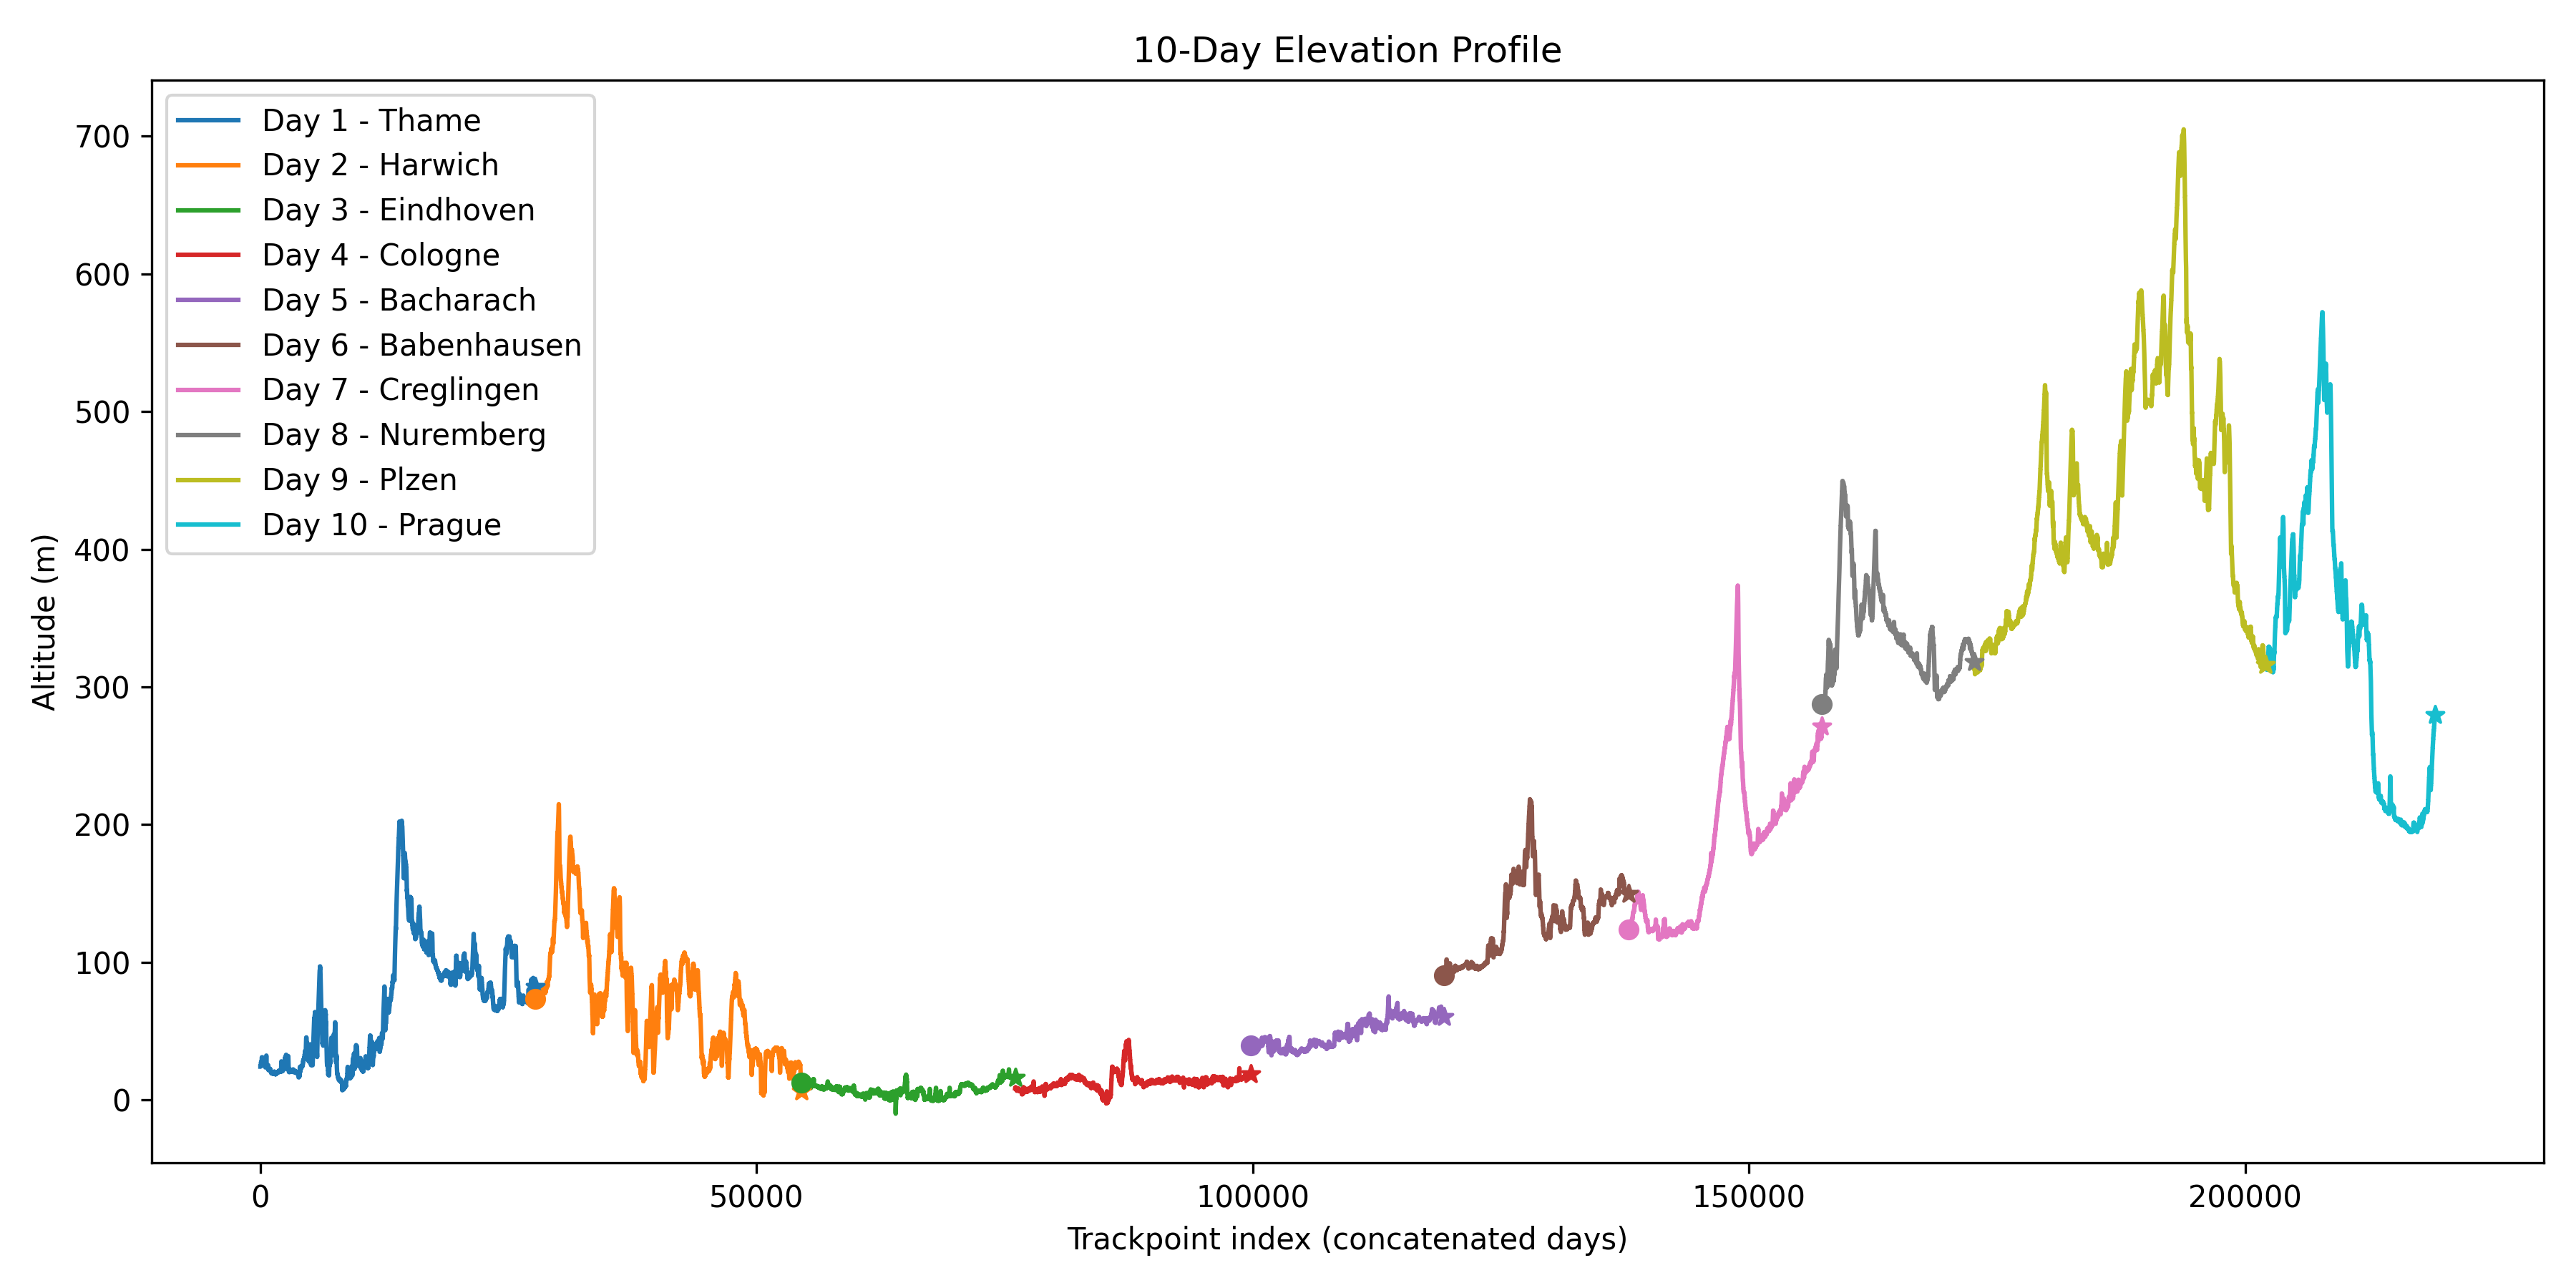 10-Day Elevation Profile
Day 1 - Thame
Day 2 - Harwich
Day 3 - Eindhoven
Day 4 - Cologne
Day 5 - Bacharach
Day 6 - Babenhausen
Day 7 - Creglingen
Day 8 - Nuremberg
Day 9 - Plzen
Day 10 - Prague
Altitude (m)
700
600
500
400
300
200
100
0
0 50000 100000 150000 200000
Trackpoint index (concatenated days)